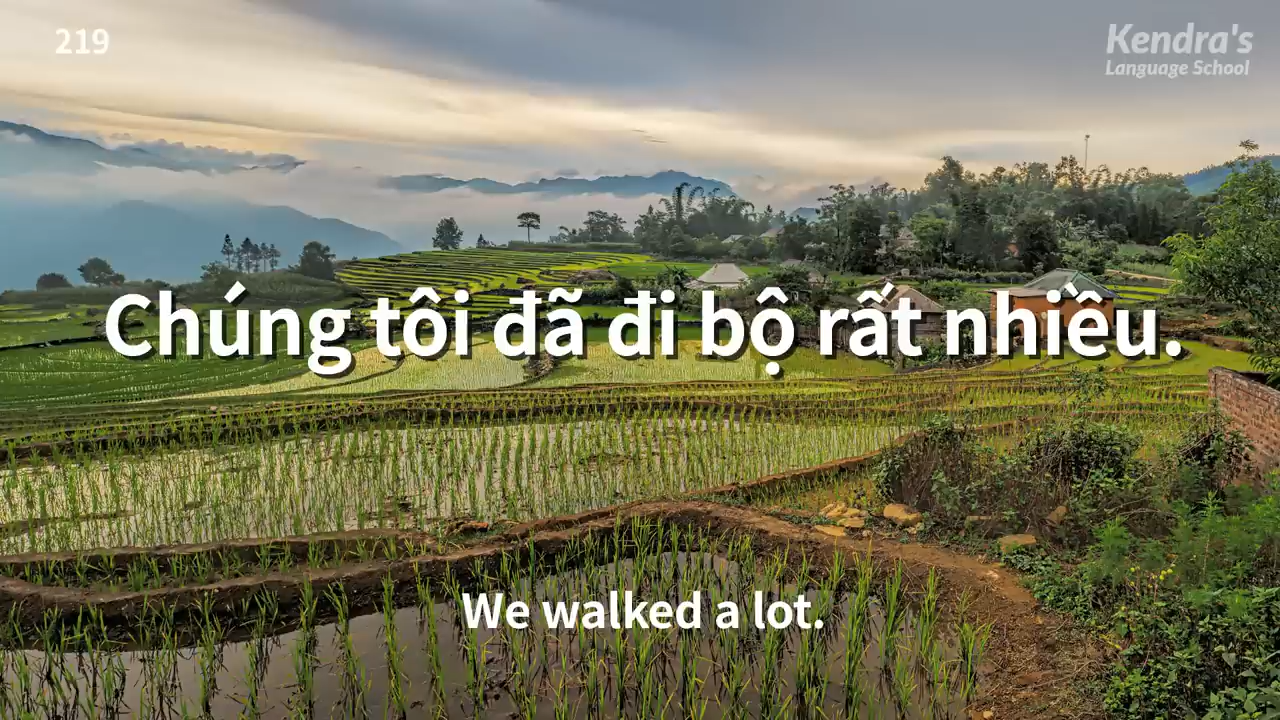 219
Kendra's
Language School
Chúng tôi đã đi bộ rất nhiều.
We walked a lot.